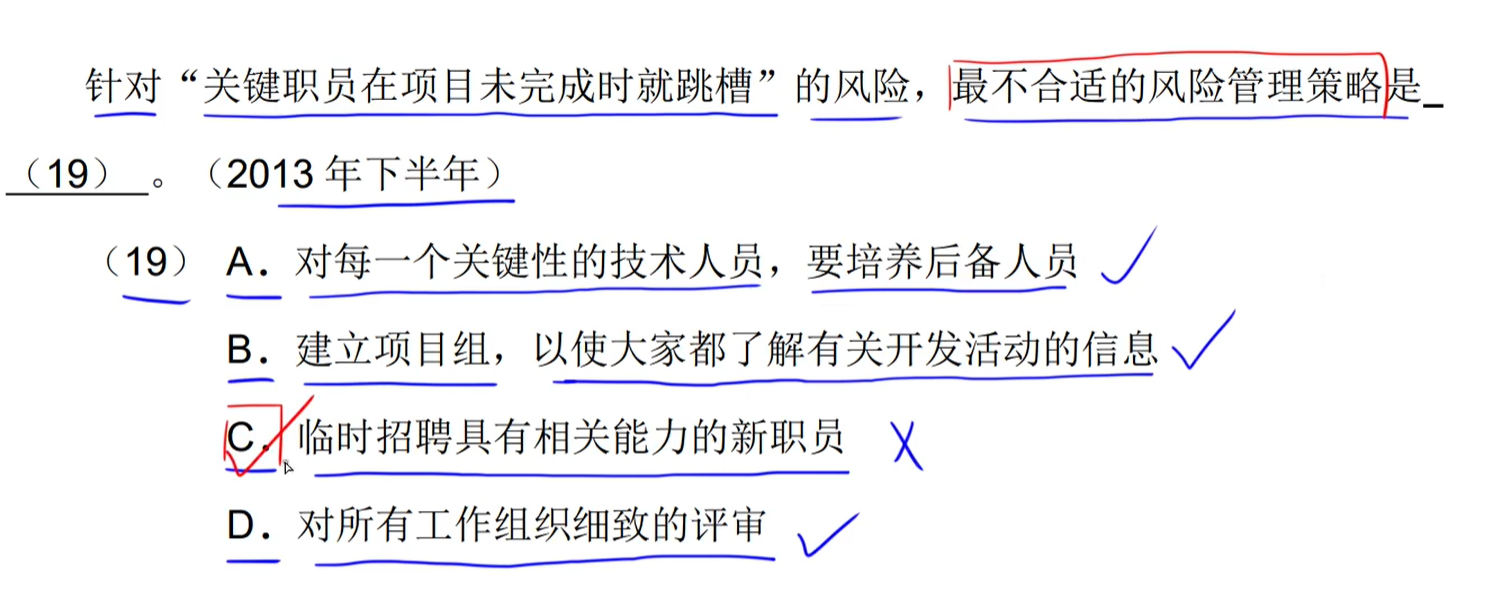 针对“关键职员在项目未完成时就跳槽”的风险，最不合适的风险管理策略是_
（19）。（2013 年下半年）
（19） A．对每一个关键性的技术人员，要培养后备人员
B．建立项目组，以使大家都了解有关开发活动的信息
C．临时招聘具有相关能力的新职员
D．对所有工作组织细致的评审